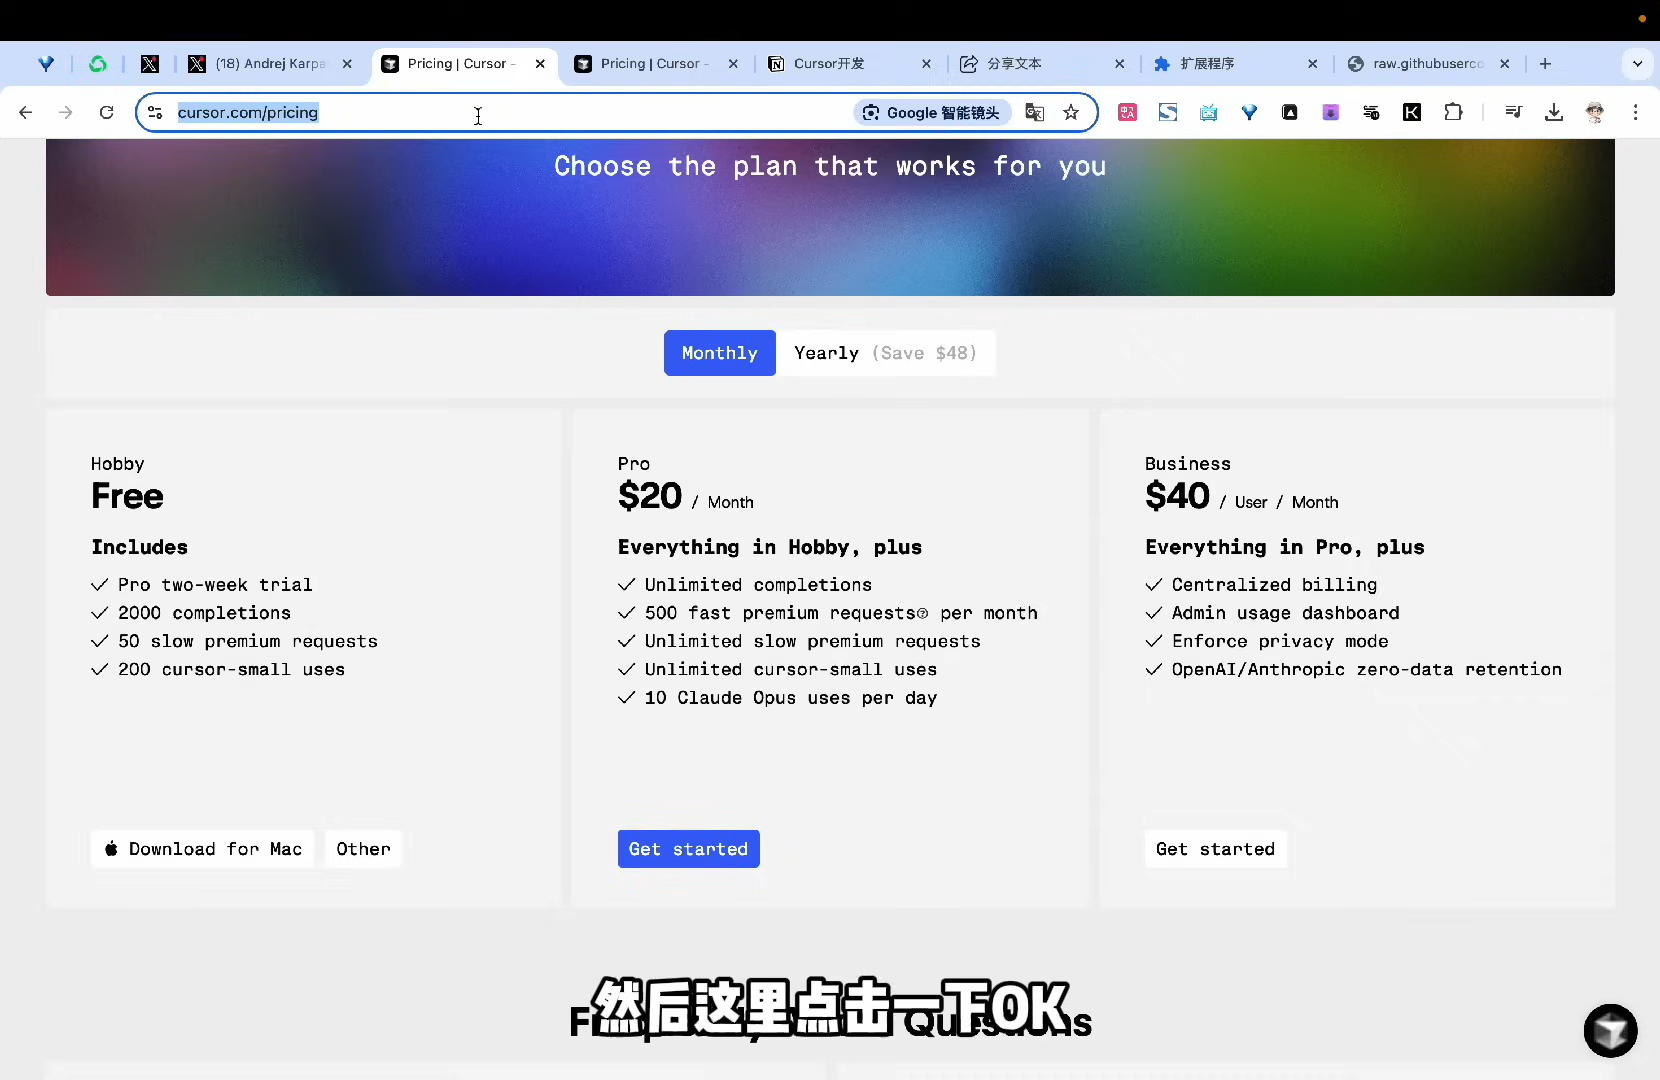 (18) Andrej Karpa
Pricing | Cursor -
Pricing | Cursor -
Cursor开发
分享文本
扩展程序
raw.githubuserco
cursor.com/pricing
Google 智能镜头
Choose the plan that works for you
Monthly
Yearly (Save $48)
Hobby
Free
Includes
Pro two-week trial
2000 completions
50 slow premium requests
200 cursor-small uses
Download for Mac
Other
Pro
$20 / Month
Everything in Hobby, plus
Unlimited completions
500 fast premium requests? per month
Unlimited slow premium requests
Unlimited cursor-small uses
10 Claude Opus uses per day
Get started
Business
$40 / User / Month
Everything in Pro, plus
Centralized billing
Admin usage dashboard
Enforce privacy mode
OpenAI/Anthropic zero-data retention
Get started
然后这里点击一下OK
Questions